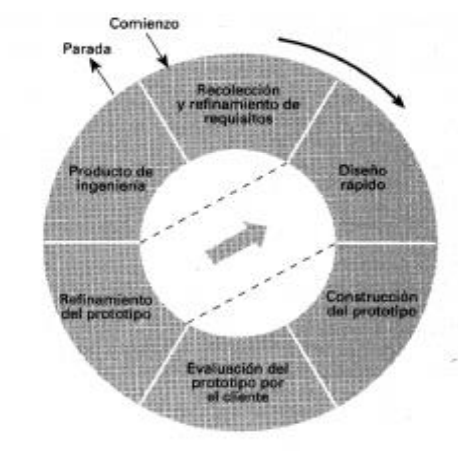 Comienzo
Parada
Recolección
y refinamiento de
requisitos
Diseño
rápido
Construcción
del prototipo
Evaluación del
prototipo por
el cliente
Refinamiento
del prototipo
Producto de
ingeniería